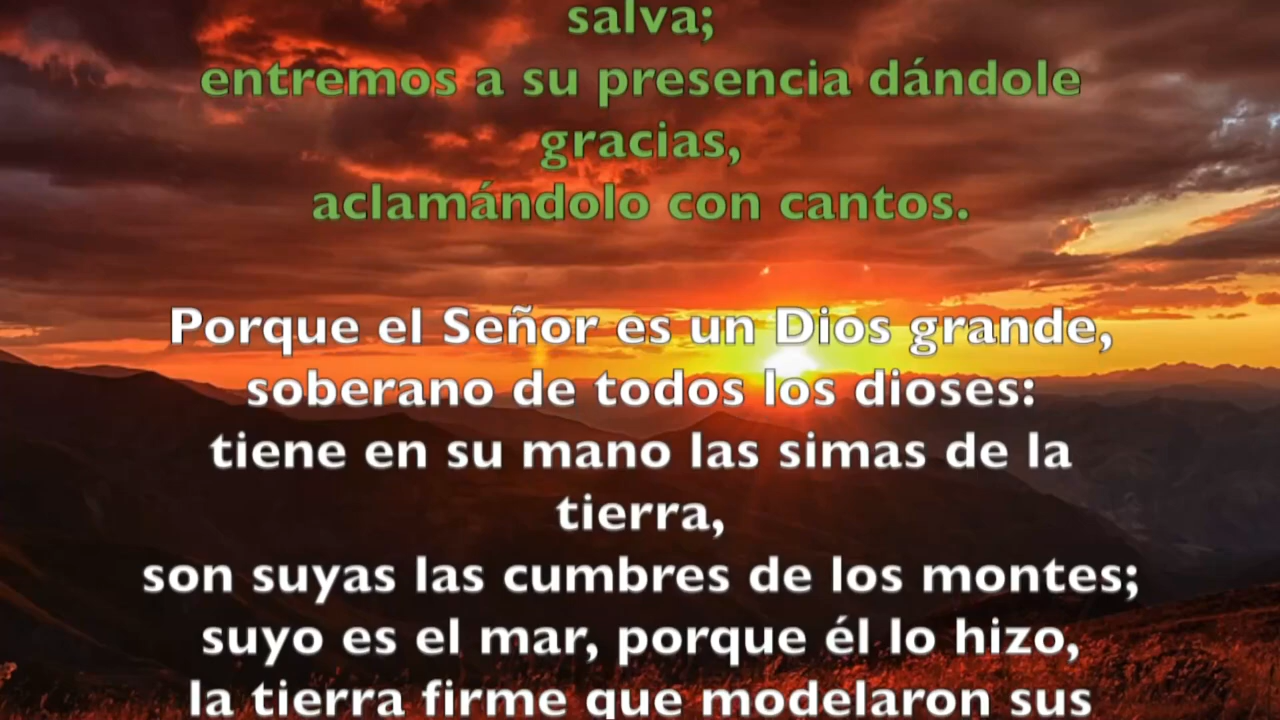 salva;
entremos a su presencia dándole
gracias,
aclamándolo con cantos.
Porque el Señor es un Dios grande,
soberano de todos los dioses:
tiene en su mano las simas de la
tierra,
son suyas las cumbres de los montes;
suyo es el mar, porque él lo hizo,
la tierra firme que modelaron sus